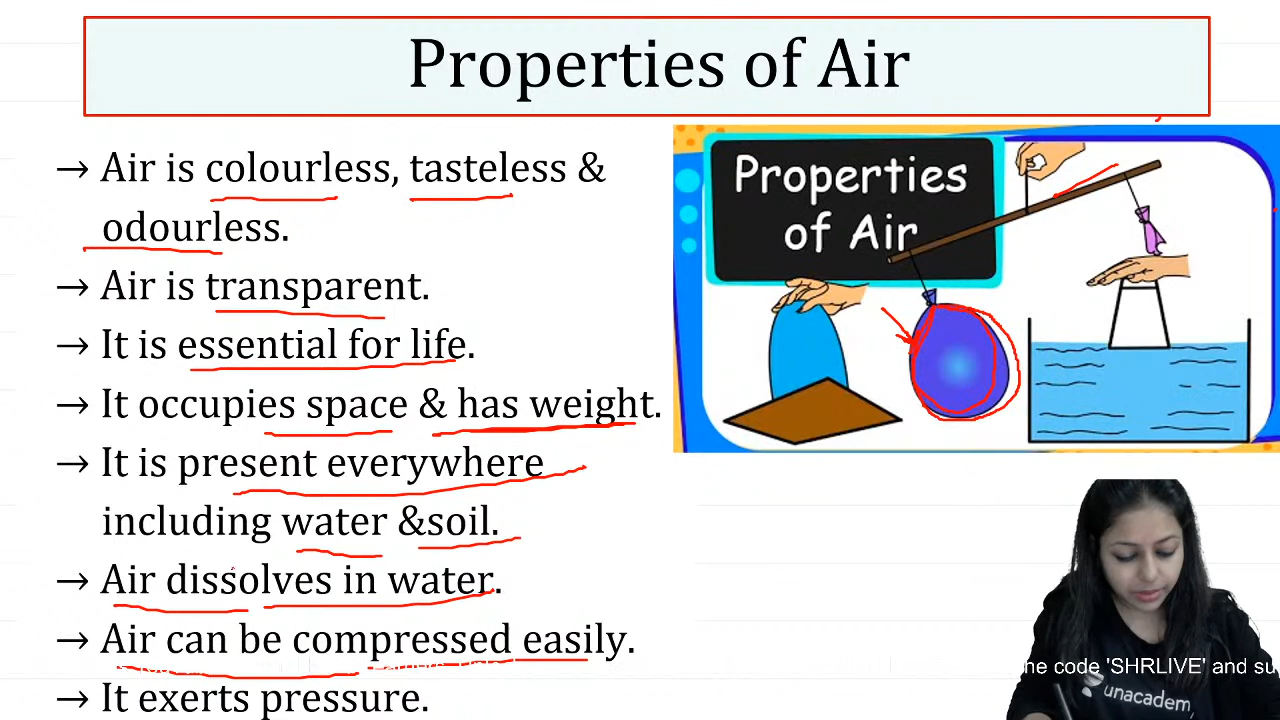 Properties of Air
→ Air is colourless, tasteless &
odourless.
→ Air is transparent.
→ It is essential for life.
→ It occupies space & has weight.
→ It is present everywhere
including water &soil.
→ Air dissolves in water.
→ Air can be compressed easily.
→ It exerts pressure.
Properties
of Air
he code 'SHRLIVE' and su
unacadem